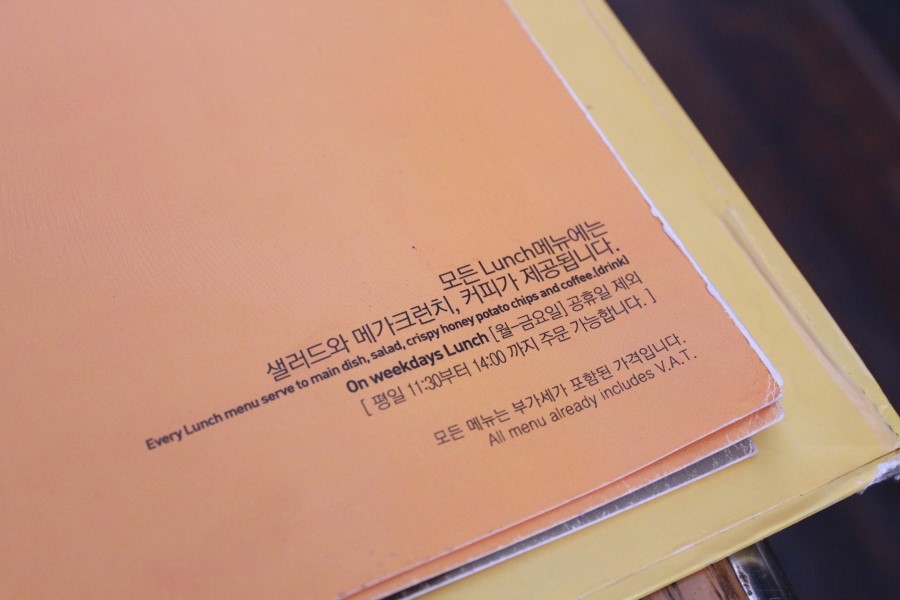 모든 Lunch메뉴에는
샐러드와 메가크런치, 커피가 제공됩니다.
Every Lunch menu serve to main dish, salad, crispy honey potato chips and coffee.(drink)
On weekdays Lunch [월-금요일] 공휴일 제외
[ 평일 11:30부터 14:00 까지 주문 가능합니다. ]
모든 메뉴는 부가세가 포함된 가격입니다.
All menu already includes V.A.T.